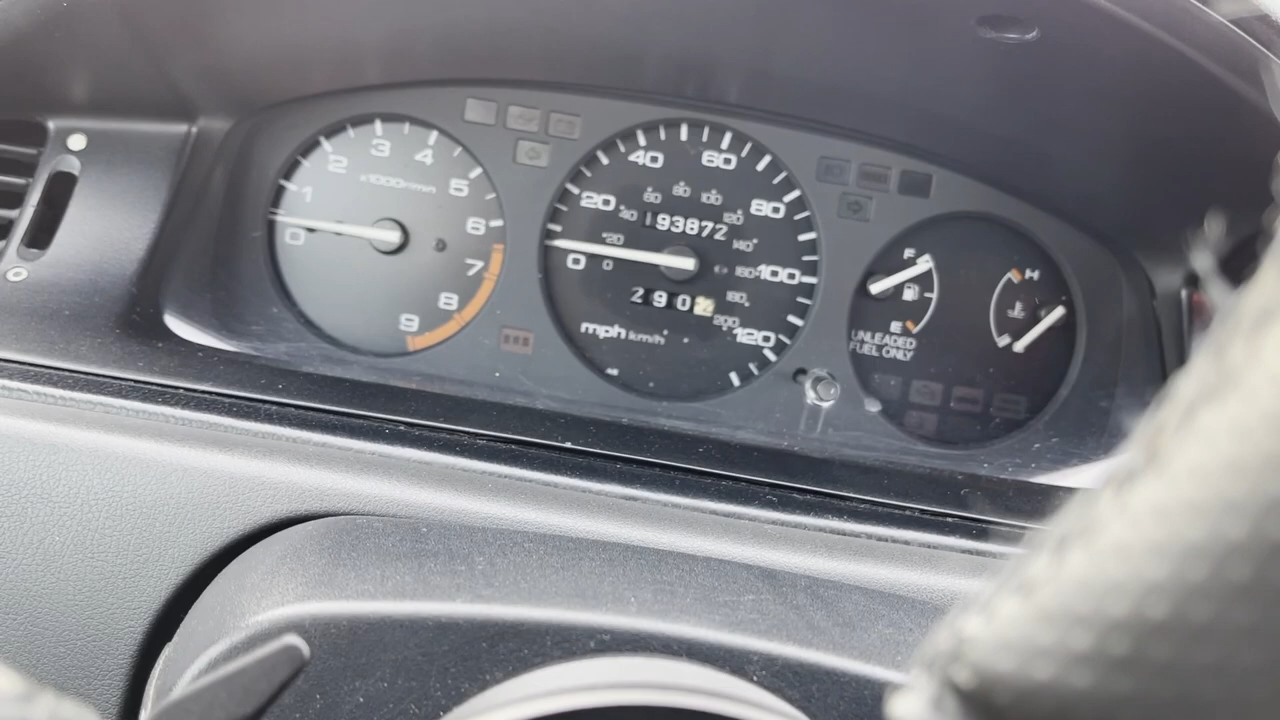 0 1 2 3 4 5 6 7 8 9
x1000r/min
0 20 40 60 80 100 120
0 20 40 60 80 100 120 140 160 180 200
193872
290
mph km/h
F
E
UNLEADED
FUEL ONLY
H